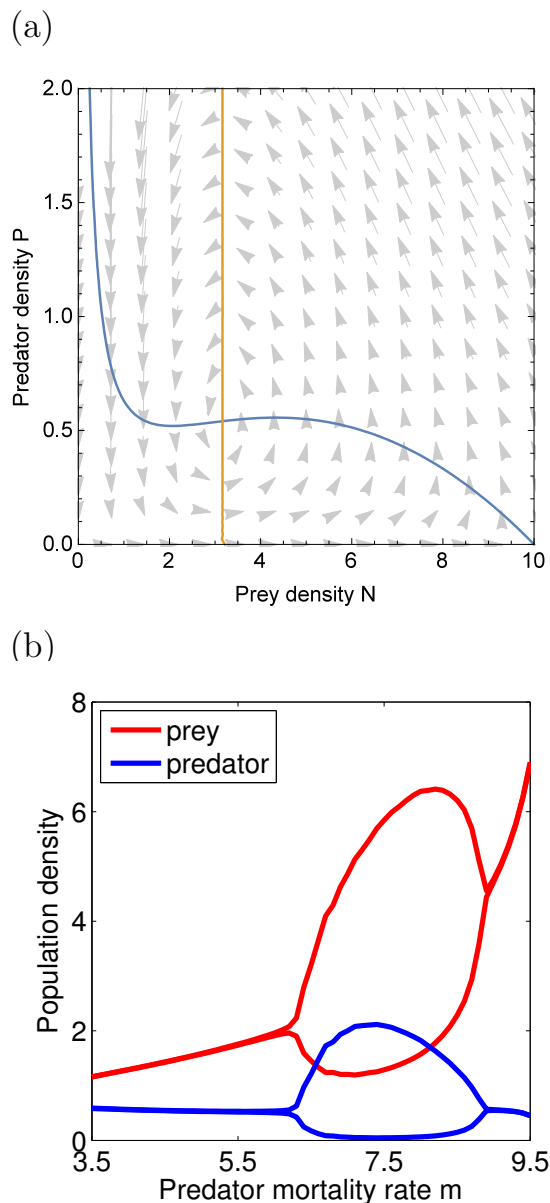 (a)
2.0
1.5
1.0
0.5
0.0
Predator density P
0 2 4 6 8 10
Prey density N
(b)
8
6
4
2
0
Population density
prey
predator
3.5 5.5 7.5 9.5
Predator mortality rate m